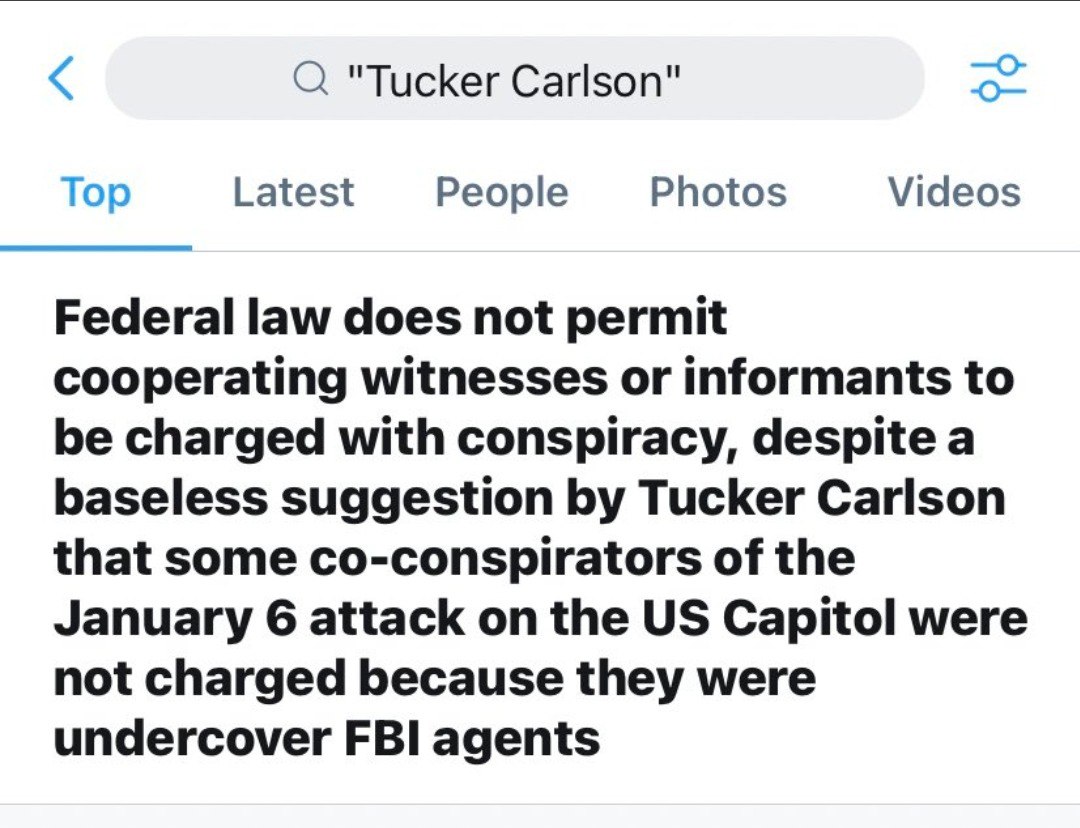 "Tucker Carlson"
Top Latest People Photos Videos
Federal law does not permit
cooperating witnesses or informants to
be charged with conspiracy, despite a
baseless suggestion by Tucker Carlson
that some co-conspirators of the
January 6 attack on the US Capitol were
not charged because they were
undercover FBI agents